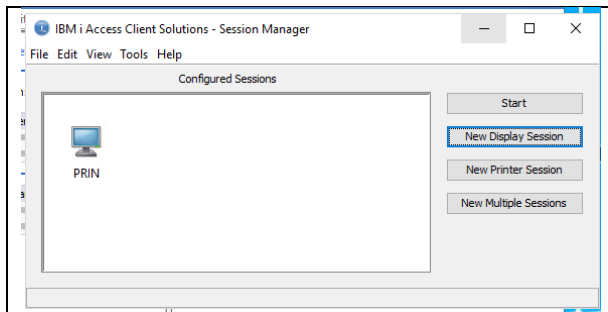 IBM i Access Client Solutions - Session Manager
File Edit View Tools Help
Configured Sessions
PRIN
Start
New Display Session
New Printer Session
New Multiple Sessions